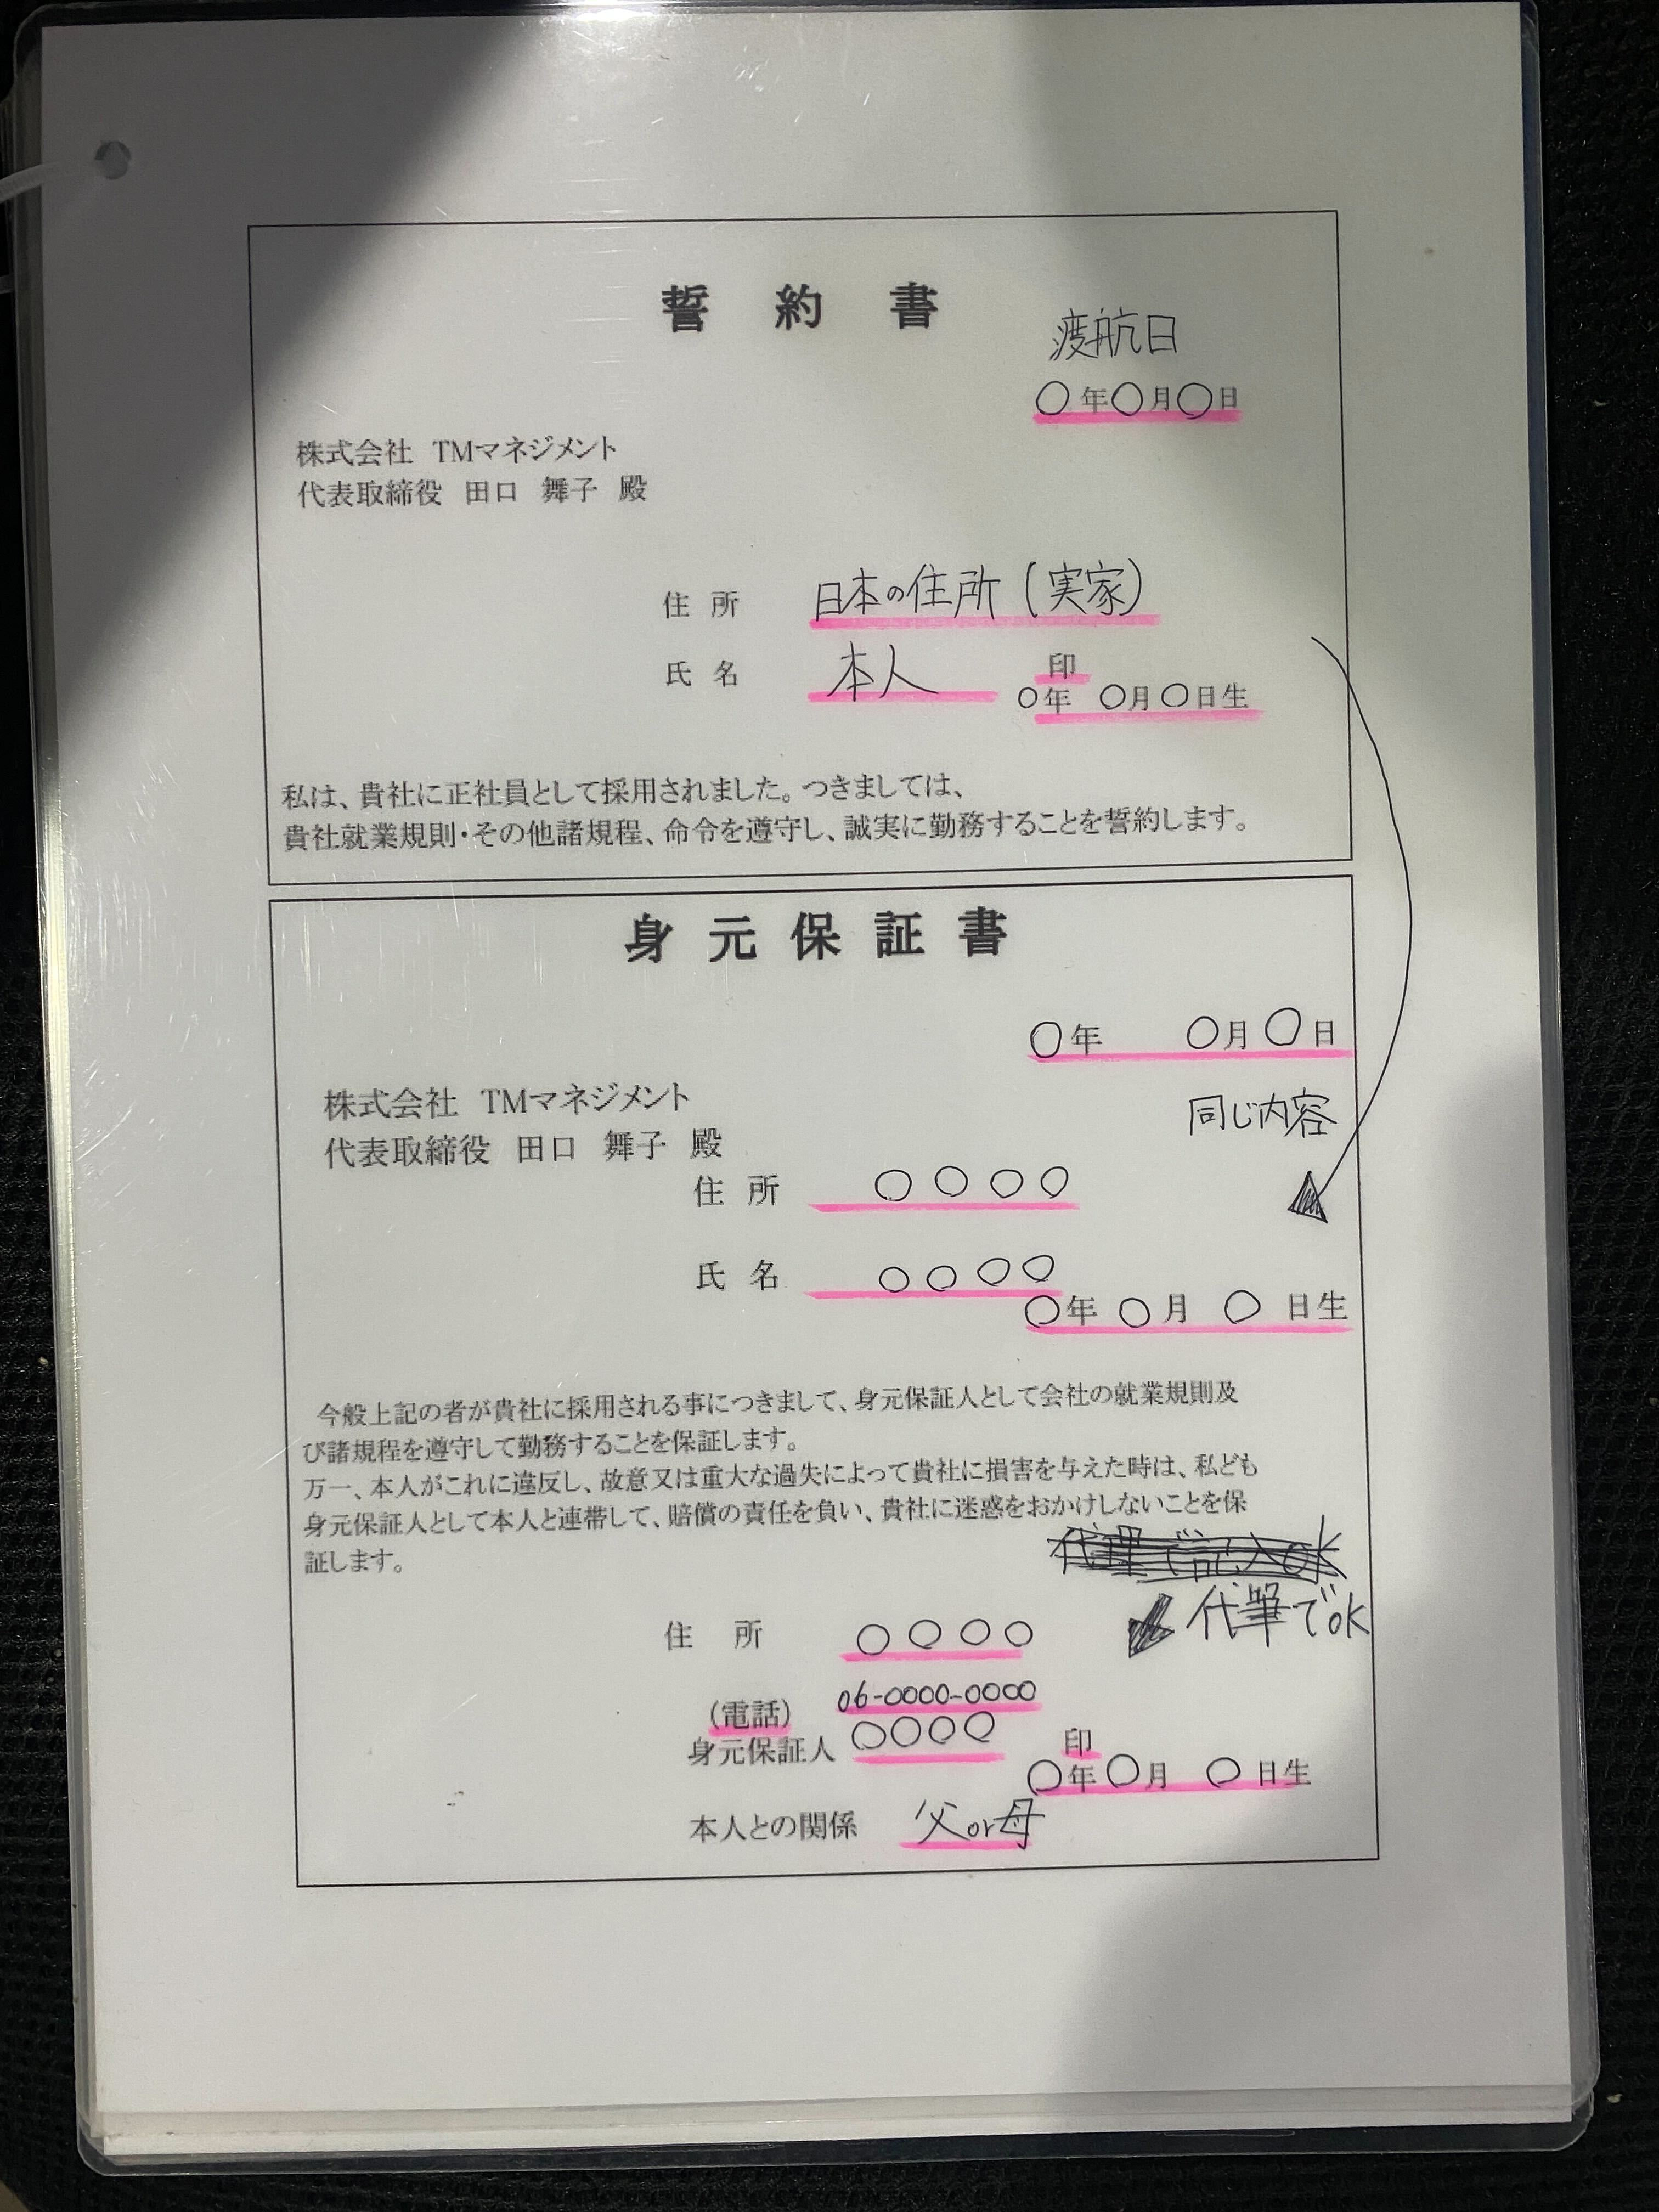 誓約書
渡航日
○年○月○日
株式会社 TMマネジメント
代表取締役 田口 舞子 殿
住所 日本の住所(実家)
氏名 本人 印
○年 ○月○日生
私は、貴社に正社員として採用されました。つきましては、
貴社就業規則・その他諸規程、命令を遵守し、誠実に勤務することを誓約します。
身元保証書
○年 ○月○日
株式会社 TMマネジメント
同じ内容
代表取締役 田口 舞子 殿
住所 ○○○○
氏名 ○○○○
○年 ○月 ○ 日生
今般上記の者が貴社に採用される事につきまして、身元保証人として会社の就業規則及
び諸規程を遵守して勤務することを保証します。
万一、本人がこれに違反し、故意又は重大な過失によって貴社に損害を与えた時は、私ども
身元保証人として本人と連帯して、賠償の責任を負い、貴社に迷惑をおかけしないことを保
証します。
代理で記入OK
代筆でOK
住 所 ○○○○
(電話) 06-0000-0000
身元保証人 ○○○○ 印
○年○月 ○日生
本人との関係 父or母